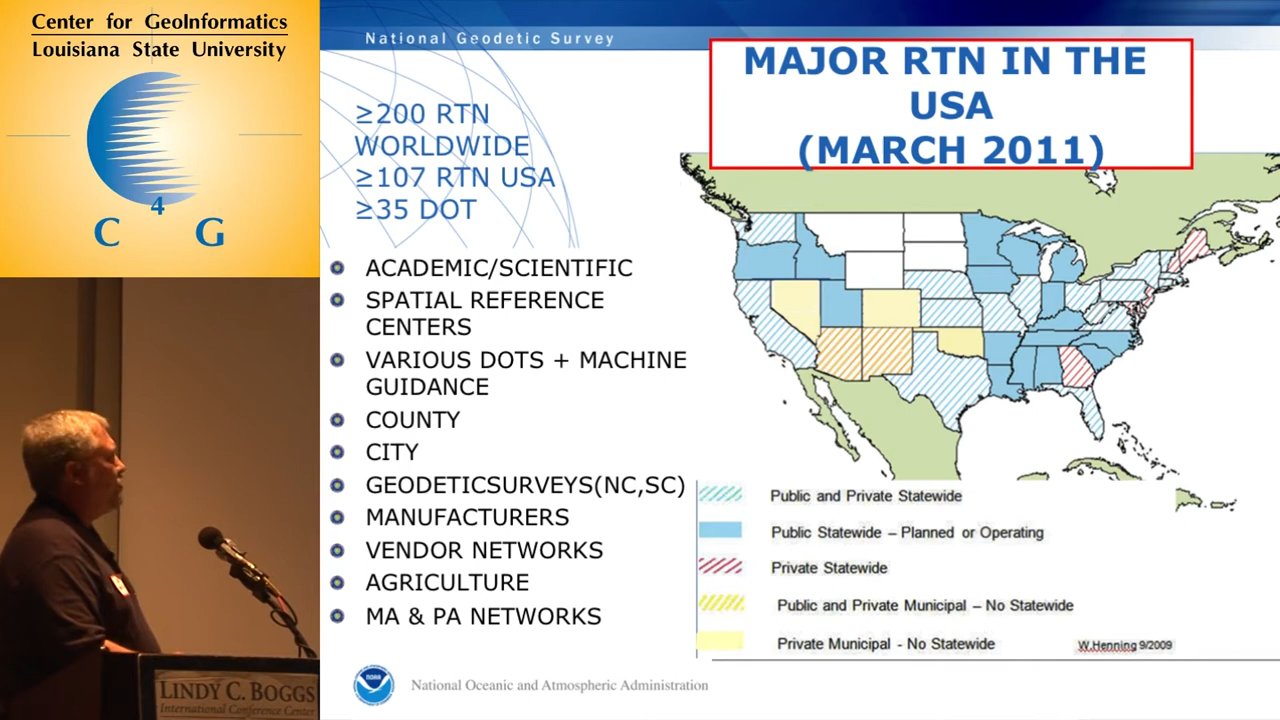 Center for GeoInformatics
Louisiana State University
C 4 G
National Geodetic Survey
MAJOR RTN IN THE
USA
(MARCH 2011)
≥200 RTN
WORLDWIDE
≥107 RTN USA
≥35 DOT
ACADEMIC/SCIENTIFIC
SPATIAL REFERENCE
CENTERS
VARIOUS DOTS + MACHINE
GUIDANCE
COUNTY
CITY
GEODETICSURVEYS(NC,SC)
MANUFACTURERS
VENDOR NETWORKS
AGRICULTURE
MA & PA NETWORKS
Public and Private Statewide
Public Statewide – Planned or Operating
Private Statewide
Public and Private Municipal – No Statewide
Private Municipal - No Statewide
W.Henning 9/2009
noaa
National Oceanic and Atmospheric Administration
LINDY C. BOGGS
International Conference Center